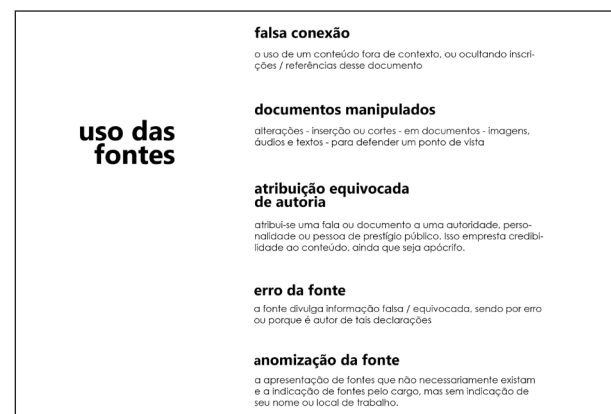 uso das
fontes
falsa conexão
o uso de um conteúdo fora de contexto, ou ocultando inscri-
ções / referências desse documento
documentos manipulados
alterações - inserção ou cortes - em documentos - imagens,
áudios e textos - para defender um ponto de vista
atribuição equivocada
de autoria
atribui-se uma fala ou documento a uma autoridade, perso-
nalidade ou pessoa de prestígio público. Isso empresta credibi-
lidade ao conteúdo, ainda que seja apócrifo.
erro da fonte
a fonte divulga informação falsa / equivocada, sendo por erro
ou porque é autor de tais declarações
anomização da fonte
a apresentação de fontes que não necessariamente existam
e a indicação de fontes pelo cargo, mas sem indicação de
seu nome ou local de trabalho.